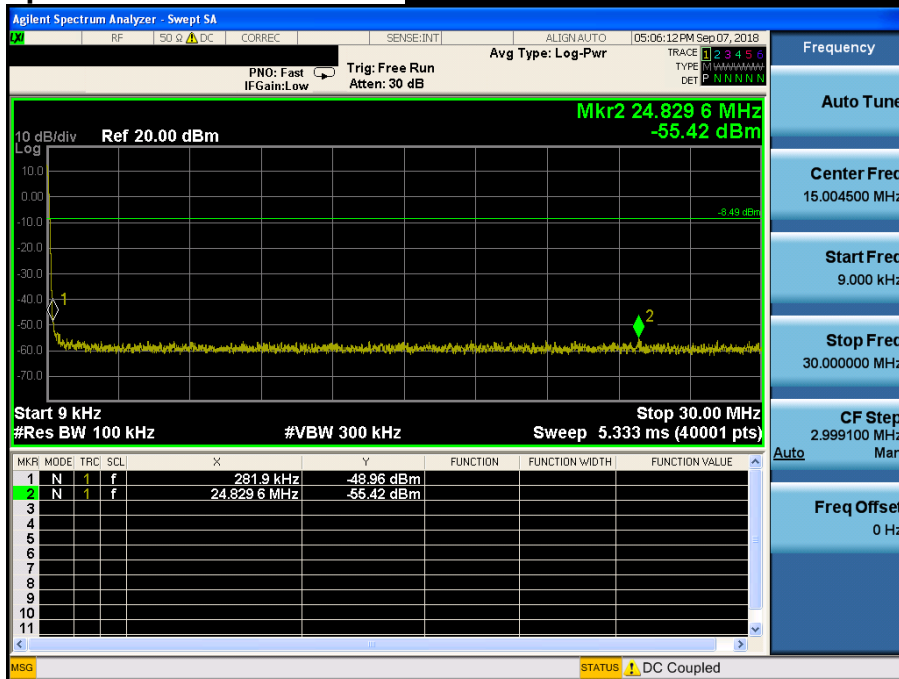 Agilent Spectrum Analyzer - Swept SA
LXI RF 50 Ω DC CORREC SENSE:INT ALIGN AUTO 05:06:12 PM Sep 07, 2018
Avg Type: Log-Pwr
TRACE 1 2 3 4 5 6
PNO: Fast Trig: Free Run
TYPE M WWWWW
IFGain:Low Atten: 30 dB
DET P N N N N N
Frequency
Auto Tune
Mkr2 24.829 6 MHz
-55.42 dBm
10 dB/div Ref 20.00 dBm
Log
10.0
0.00
-8.49 dBm
-10.0
-20.0
-30.0
-40.0
1
-50.0
2
-60.0
-70.0
Start 9 kHz Stop 30.00 MHz
#Res BW 100 kHz #VBW 300 kHz Sweep 5.333 ms (40001 pts)
Center Freq
15.004500 MHz
Start Freq
9.000 kHz
Stop Freq
30.000000 MHz
CF Step
2.999100 MHz
Auto Man
Freq Offset
0 Hz
MKR MODE TRC SCL X Y FUNCTION FUNCTION WIDTH FUNCTION VALUE
1 N 1 f 281.9 kHz -48.96 dBm
2 N 1 f 24.829 6 MHz -55.42 dBm
3
4
5
6
7
8
9
10
11
MSG STATUS DC Coupled